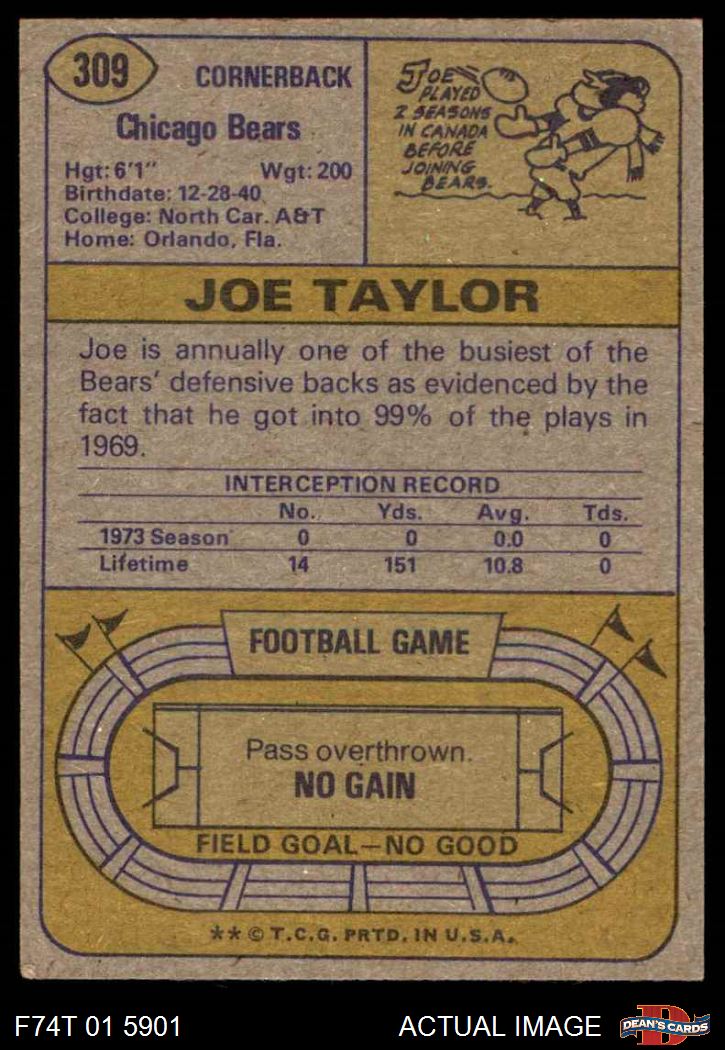 309
CORNERBACK
Chicago Bears
Hgt: 6'1" Wgt: 200
Birthdate: 12-28-40
College: North Car. A&T
Home: Orlando, Fla.
JOE
PLAYED
2 SEASONS
IN CANADA
BEFORE
JOINING
BEARS.
JOE TAYLOR
Joe is annually one of the busiest of the
Bears' defensive backs as evidenced by the
fact that he got into 99% of the plays in
1969.
INTERCEPTION RECORD
No. Yds. Avg. Tds.
1973 Season 0 0 0.0 0
Lifetime 14 151 10.8 0
FOOTBALL GAME
Pass overthrown.
NO GAIN
FIELD GOAL—NO GOOD
** © T.C.G. PRTD. IN U.S.A.
F74T 01 5901 ACTUAL IMAGE
D
DEAN'S CARDS